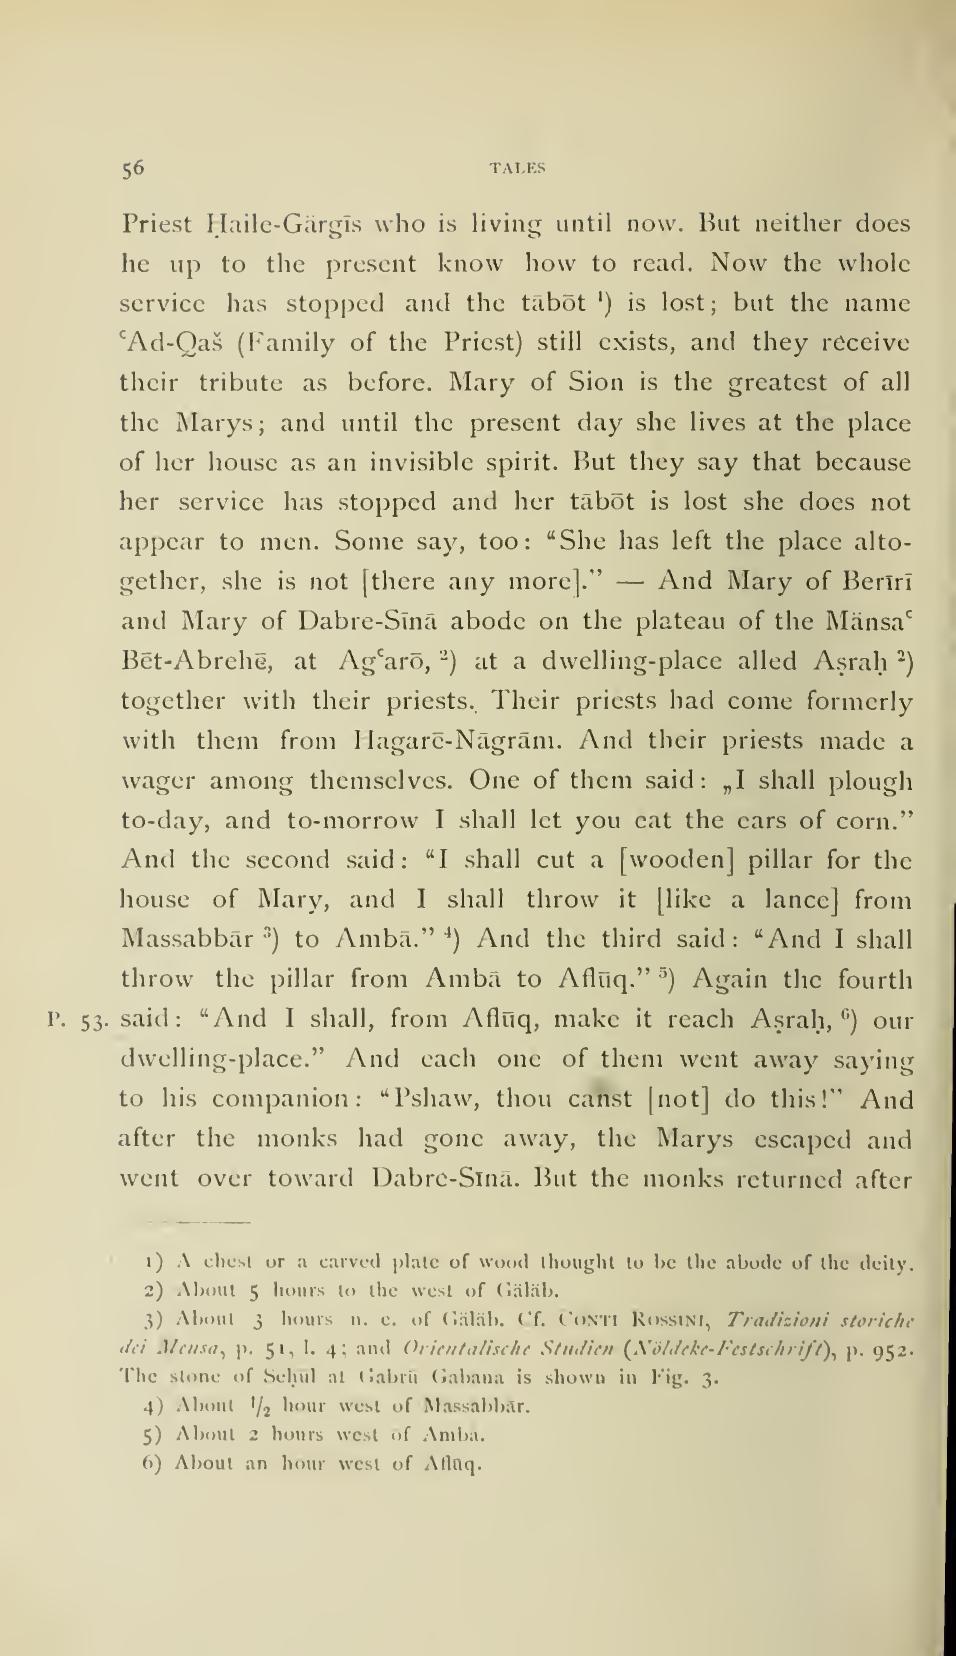 56 TALES
Priest Ḥaile-Gärgīs who is living until now. But neither does
he up to the present know how to read. Now the whole
service has stopped and the tābōt ¹) is lost; but the name
ʿAd-Qaš (Family of the Priest) still exists, and they receive
their tribute as before. Mary of Sion is the greatest of all
the Marys; and until the present day she lives at the place
of her house as an invisible spirit. But they say that because
her service has stopped and her tābōt is lost she does not
appear to men. Some say, too: “She has left the place alto-
gether, she is not [there any more].” — And Mary of Berīrī
and Mary of Dabre-Sīnā abode on the plateau of the Mänsaʿ
Bēt-Abrehē, at Agʿarō, ²) at a dwelling-place alled Aṣraḥ ²)
together with their priests. Their priests had come formerly
with them from Hagarē-Nāgrām. And their priests made a
wager among themselves. One of them said: „I shall plough
to-day, and to-morrow I shall let you eat the ears of corn.”
And the second said: “I shall cut a [wooden] pillar for the
house of Mary, and I shall throw it [like a lance] from
Massabbār ³) to Ambā.” ⁴) And the third said: “And I shall
throw the pillar from Ambā to Aflūq.” ⁵) Again the fourth
P. 53. said: “And I shall, from Aflūq, make it reach Aṣraḥ, ⁶) our
dwelling-place.” And each one of them went away saying
to his companion: “Pshaw, thou canst [not] do this!” And
after the monks had gone away, the Marys escaped and
went over toward Dabre-Sīnā. But the monks returned after
1) A chest or a carved plate of wood thought to be the abode of the deity.
2) About 5 hours to the west of Gäläb.
3) About 3 hours n. e. of Gäläb. Cf. CONTI ROSSINI, Tradizioni storiche
dei Mensa, p. 51, l. 4; and Orientalische Studien (Nöldeke-Festschrift), p. 952.
The stone of Seḥūl at Gabrū Gabana is shown in Fig. 3.
4) About ¹/₂ hour west of Massabbār.
5) About 2 hours west of Amba.
6) About an hour west of Aflūq.